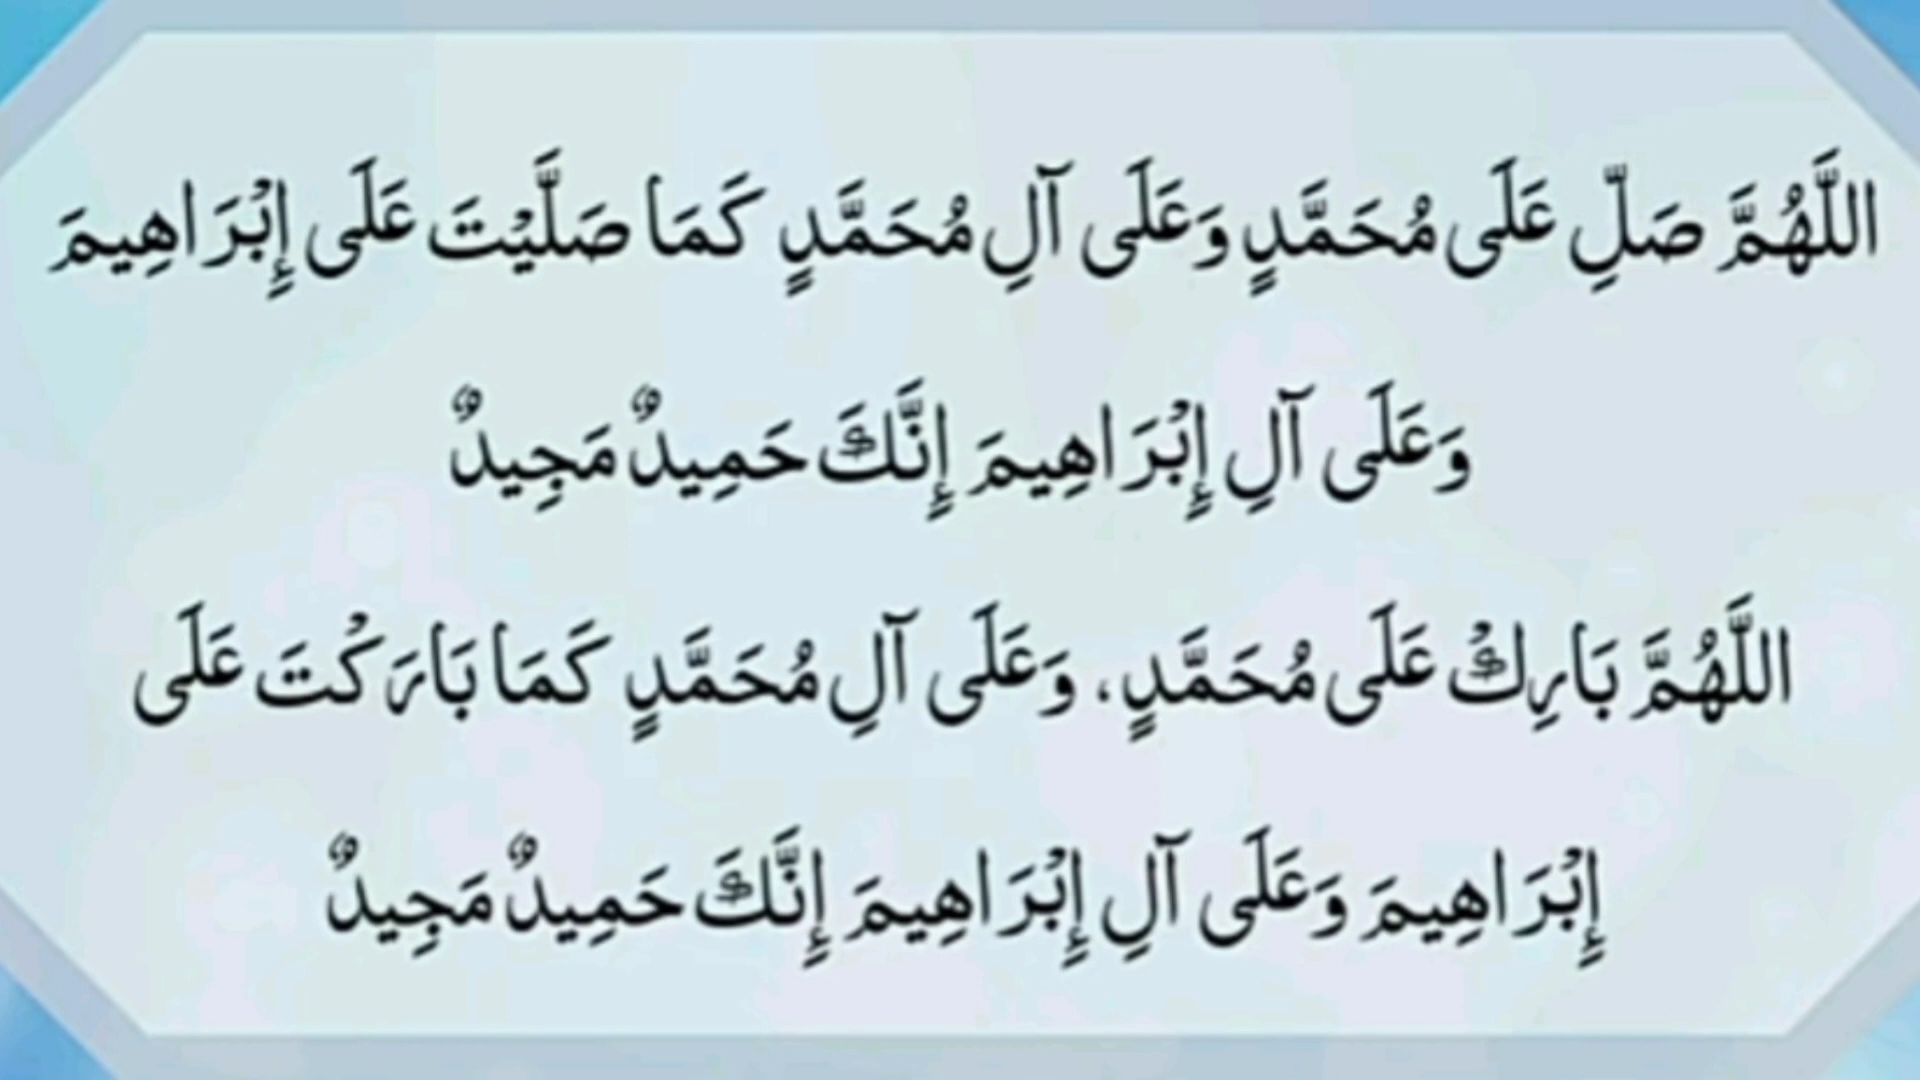 اللَّهُمَّ صَلِّ عَلَى مُحَمَّدٍ وَعَلَى آلِ مُحَمَّدٍ كَمَا صَلَّيْتَ عَلَى إِبْرَاهِيمَ
وَعَلَى آلِ إِبْرَاهِيمَ إِنَّكَ حَمِيدٌ مَجِيدٌ
اللَّهُمَّ بَارِكْ عَلَى مُحَمَّدٍ، وَعَلَى آلِ مُحَمَّدٍ كَمَا بَارَكْتَ عَلَى
إِبْرَاهِيمَ وَعَلَى آلِ إِبْرَاهِيمَ إِنَّكَ حَمِيدٌ مَجِيدٌ